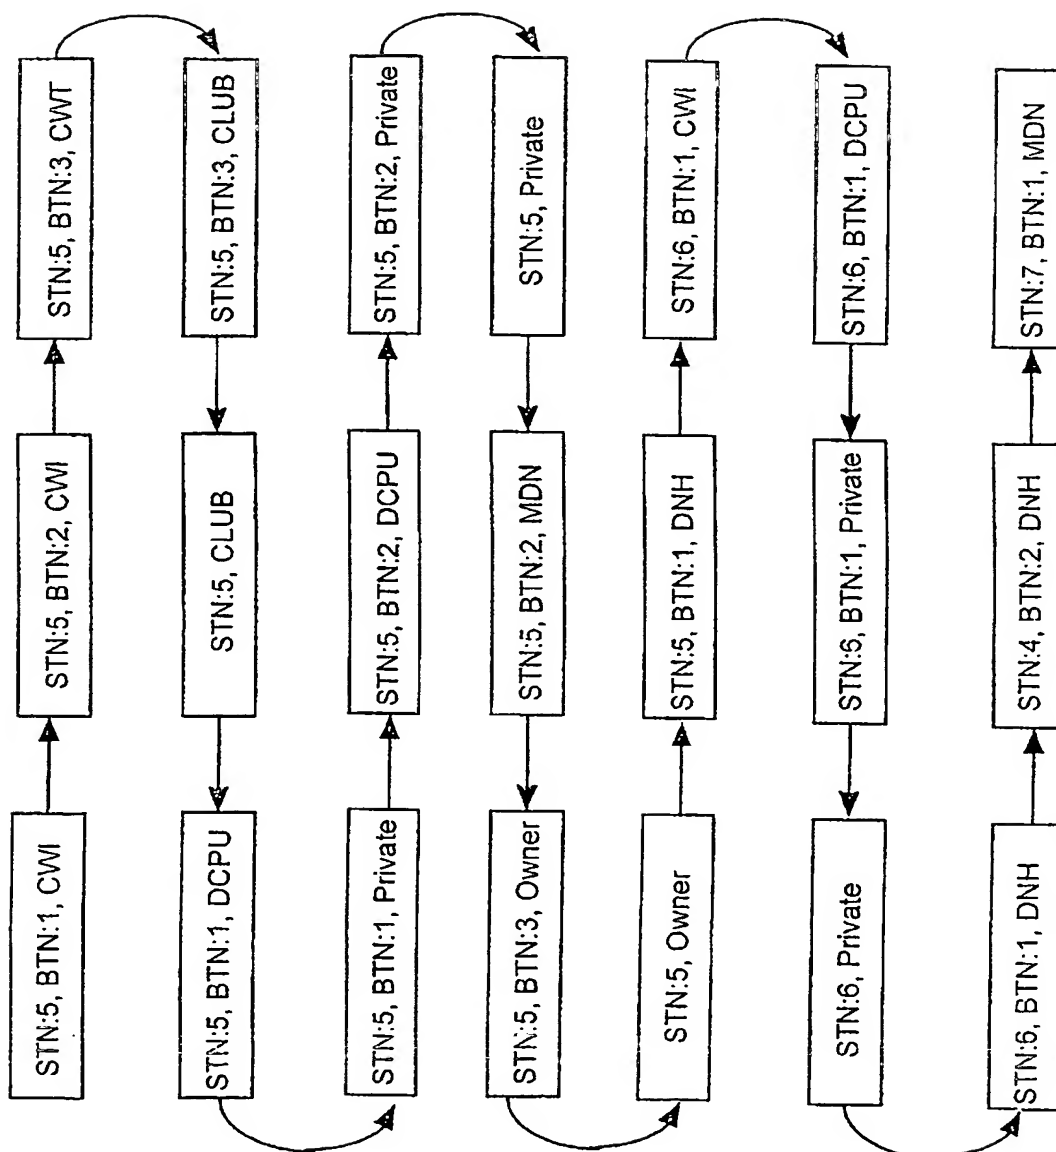 STN:5, BTN:1, CWI
STN:5, BTN:2, CWI
STN:5, BTN:3, CWT
STN:5, BTN:3, CLUB
STN:5, CLUB
STN:5, BTN:1, DCPU
STN:5, BTN:1, Private
STN:5, BTN:2, DCPU
STN:5, BTN:2, Private
STN:5, Private
STN:5, BTN:2, MDN
STN:5, BTN:3, Owner
STN:5, Owner
STN:5, BTN:1, DNH
STN:6, BTN:1, CWI
STN:6, BTN:1, DCPU
STN:6, BTN:1, Private
STN:6, Private
STN:6, BTN:1, DNH
STN:4, BTN:2, DNH
STN:7, BTN:1, MDN